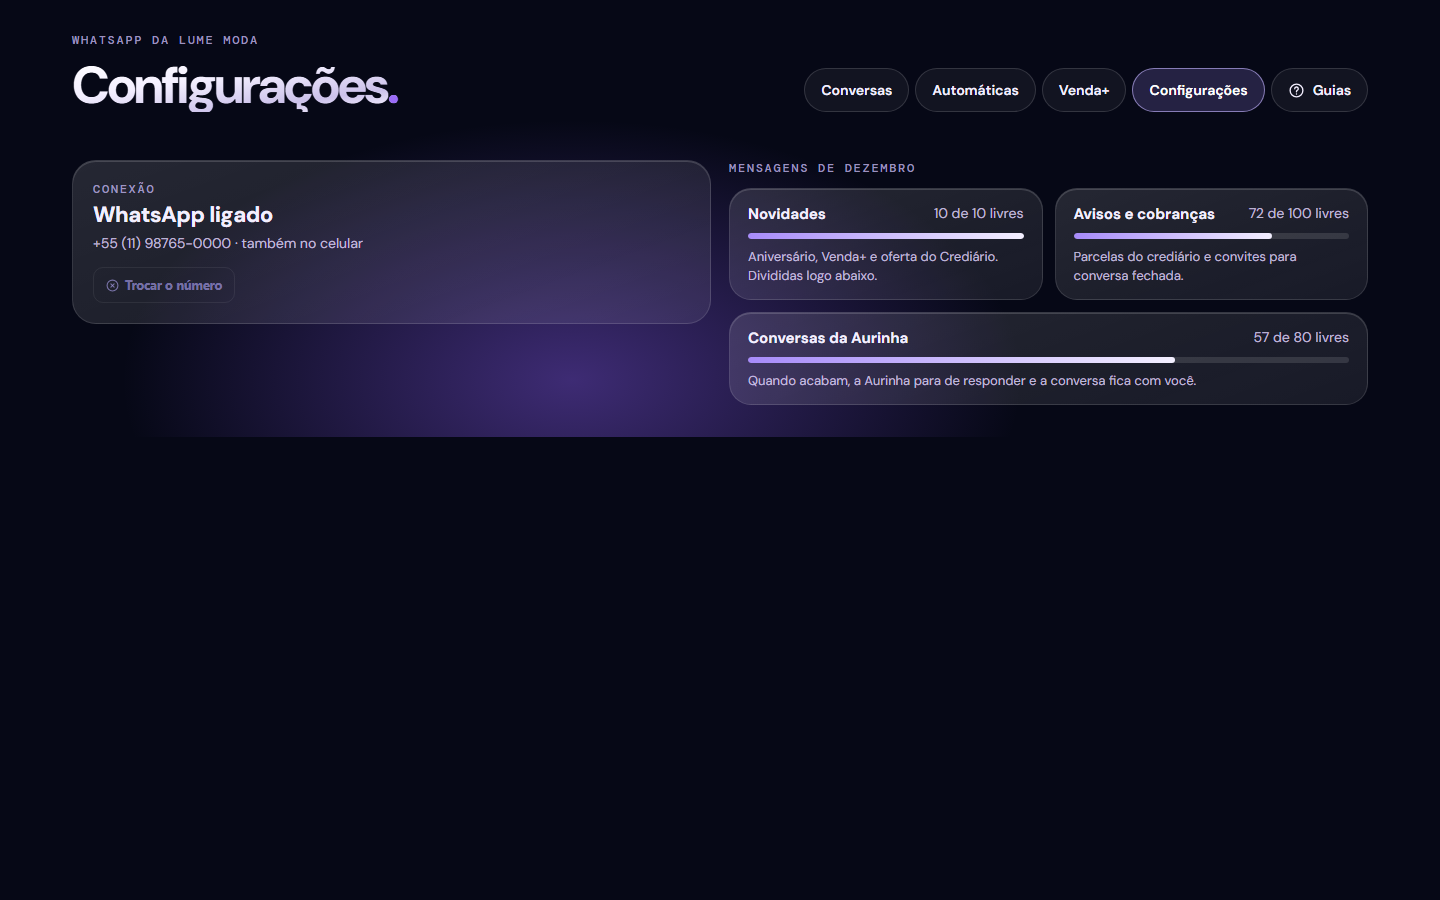 WHATSAPP DA LUME MODA
Configurações.
Conversas
Automáticas
Venda+
Configurações
Guias
CONEXÃO
WhatsApp ligado
+55 (11) 98765-0000 · também no celular
Trocar o número
MENSAGENS DE DEZEMBRO
Novidades
10 de 10 livres
Aniversário, Venda+ e oferta do Crediário.
Divididas logo abaixo.
Avisos e cobranças
72 de 100 livres
Parcelas do crediário e convites para
conversa fechada.
Conversas da Aurinha
57 de 80 livres
Quando acabam, a Aurinha para de responder e a conversa fica com você.